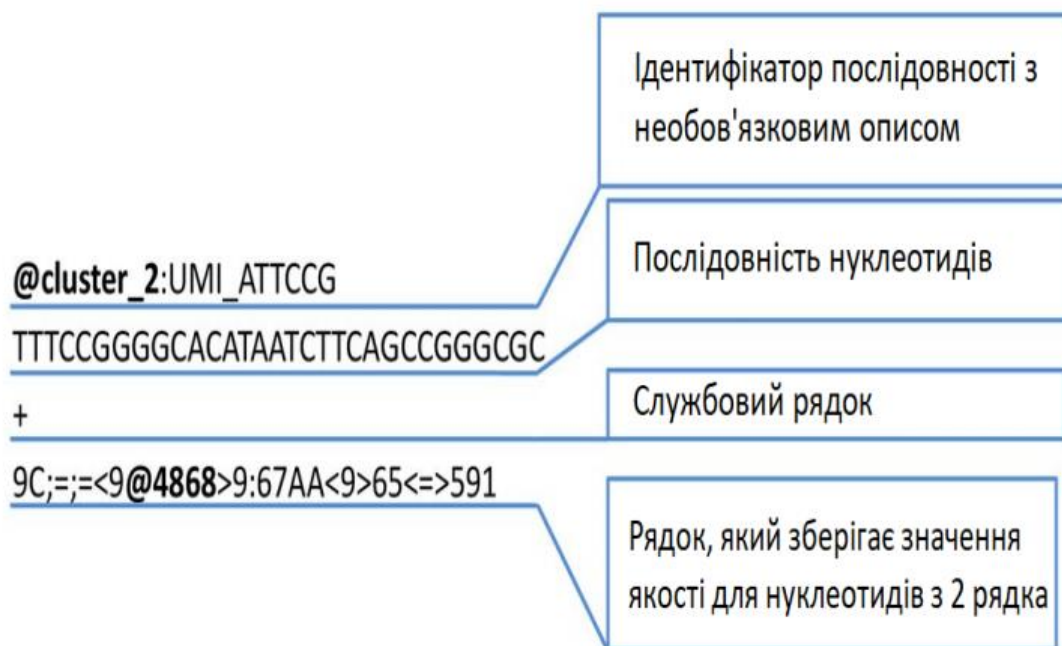 Ідентифікатор послідовності з
необов'язковим описом
Послідовність нуклеотидів
@cluster_2:UMI_ATTCCG
TTTCCGGGGCACATAATCTTCAGCCGGGCGC
+
Службовий рядок
9C;=;=<9@4868>9:67AA<9>65<=>591
Рядок, який зберігає значення
якості для нуклеотидів з 2 рядка